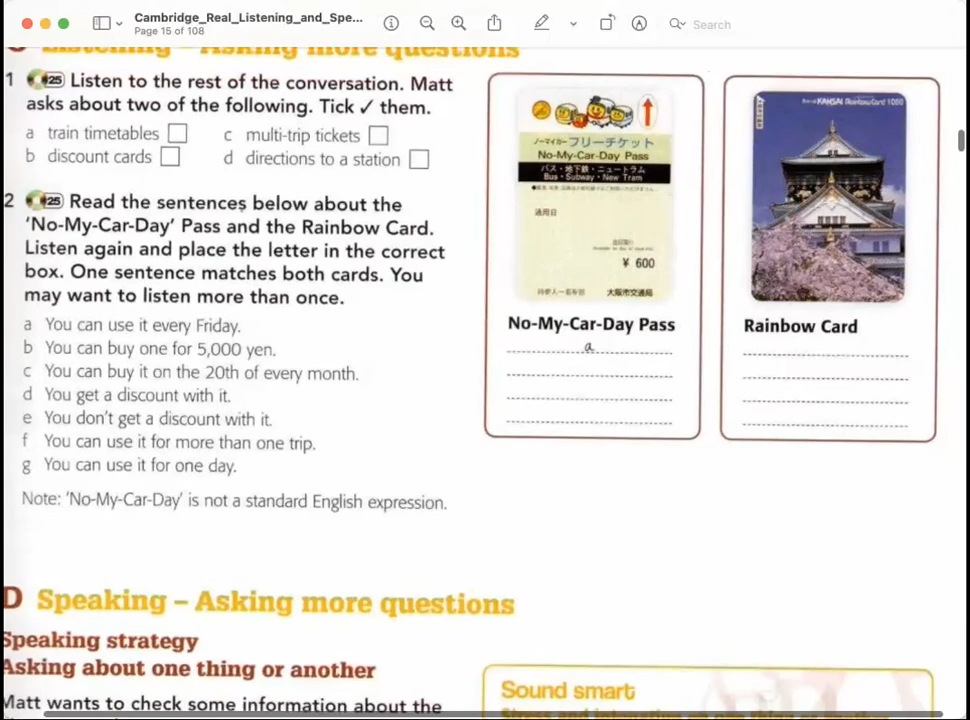 Cambridge_Real_Listening_and_Spe...
Page 15 of 108
Search
Listening – Asking more questions
1 25 Listen to the rest of the conversation. Matt
asks about two of the following. Tick ✓ them.
a train timetables
c multi-trip tickets
b discount cards
d directions to a station
2 25 Read the sentences below about the
'No-My-Car-Day' Pass and the Rainbow Card.
Listen again and place the letter in the correct
box. One sentence matches both cards. You
may want to listen more than once.
a You can use it every Friday.
b You can buy one for 5,000 yen.
c You can buy it on the 20th of every month.
d You get a discount with it.
e You don't get a discount with it.
f You can use it for more than one trip.
g You can use it for one day.
Note: 'No-My-Car-Day' is not a standard English expression.
ノーマイカーフリーチケット
No-My-Car-Day Pass
バス・地下鉄・ニュートラム
Bus・Subway・New Tram
適用日
¥ 600
大阪市交通局
No-My-Car-Day Pass
a
KANSAI Rainbow Card 1000
Rainbow Card
D Speaking – Asking more questions
Speaking strategy
Asking about one thing or another
Matt wants to check some information about the
Sound smart